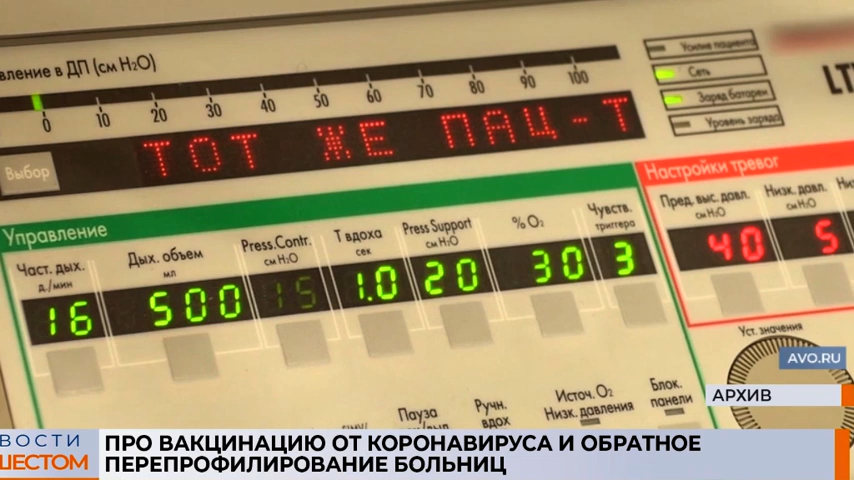 вление в ДП (см H₂O)
0 10 20 30 40 50 60 70 80 90 100
Усилие пациента
Сеть
Заряд батареи
Уровень заряда
LT
Выбор
ТОТ ЖЕ ПАЦ-Т
Управление
Настройки тревог
Част. дых.
д./мин
Дых. объем
мл
Press.Contr.
см H₂O
Т вдоха
сек
Press Support
см H₂O
% O₂
Чувств.
триггера
Пред. выс. давл.
см H₂O
Низк. давл.
см H₂O
16 500 15 1.0 20 30 3 40 5
Уст. значения
Пауза
Ручн.
вдох
Источ. O₂
Низк. давления
Блок.
панели
AVO.RU
АРХИВ
ВОСТИ
ШЕСТОМ
ПРО ВАКЦИНАЦИЮ ОТ КОРОНАВИРУСА И ОБРАТНОЕ
ПЕРЕПРОФИЛИРОВАНИЕ БОЛЬНИЦ